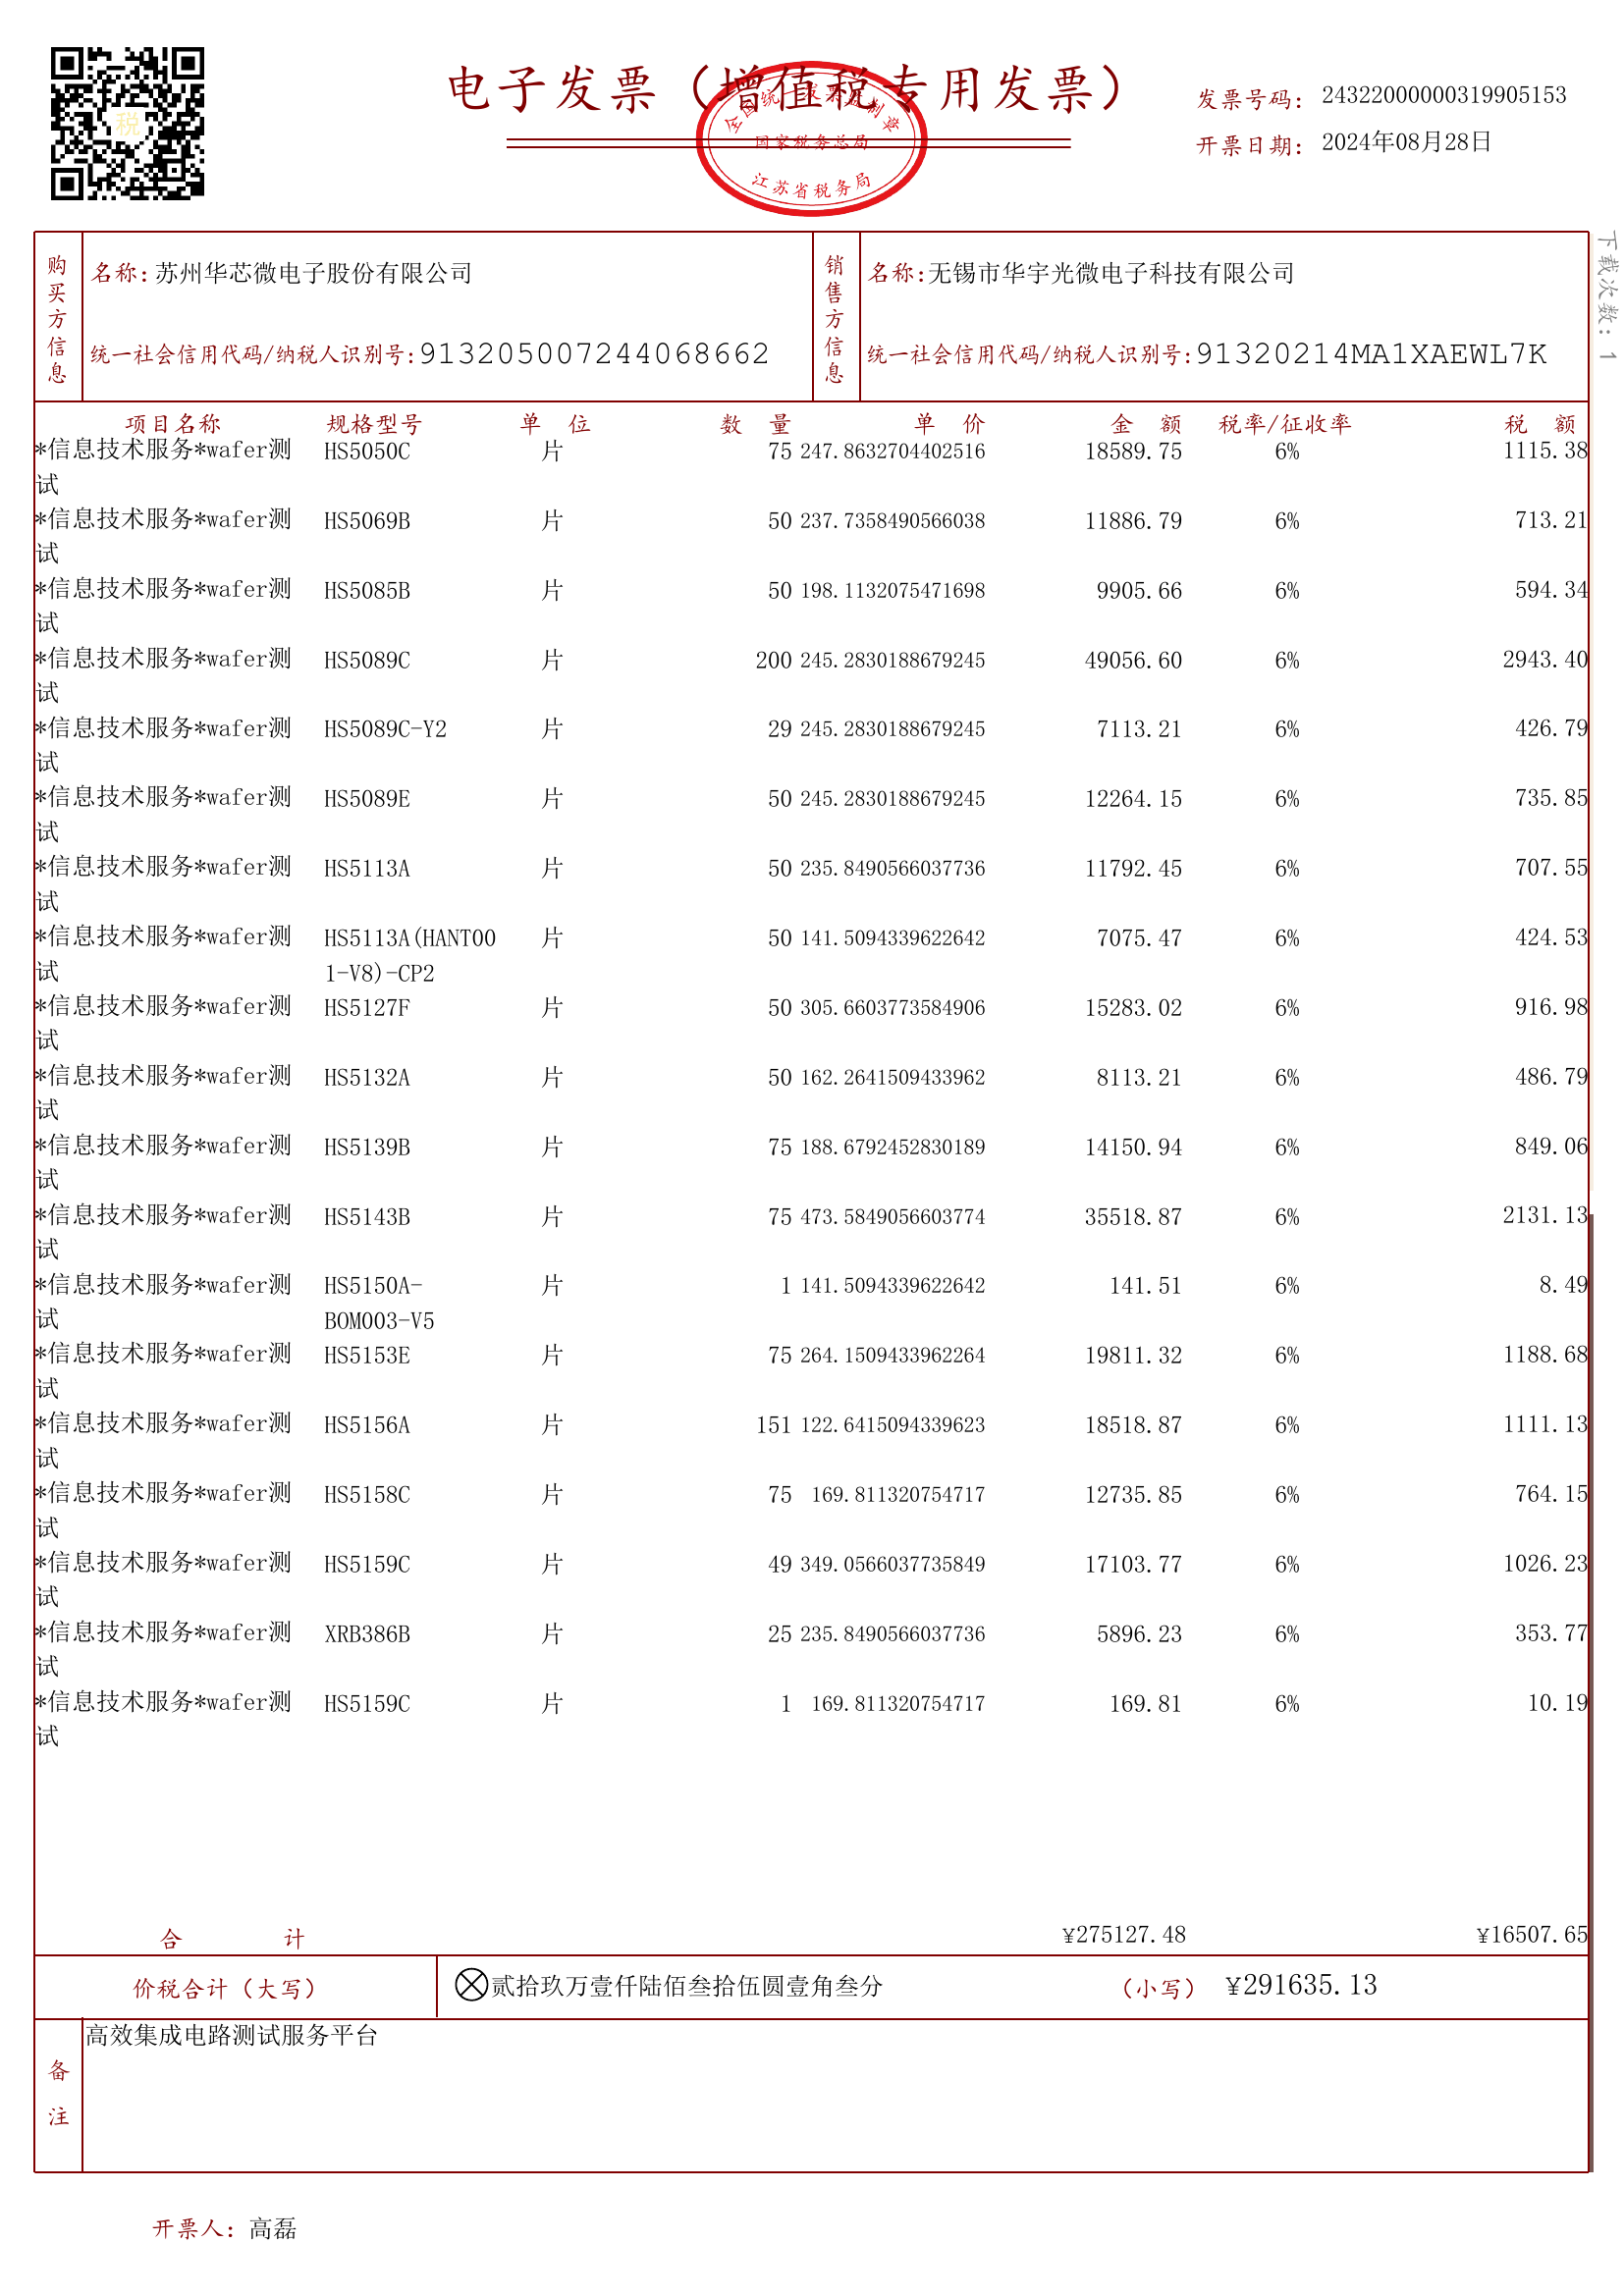 电子发票（增值税专用发票）
全国统一发票监制章
国家税务总局
江苏省税务局
税
发票号码：24322000000319905153
开票日期：2024年08月28日
下载次数：1
购买方信息
名称：苏州华芯微电子股份有限公司
统一社会信用代码/纳税人识别号：913205007244068662
销售方信息
名称：无锡市华宇光微电子科技有限公司
统一社会信用代码/纳税人识别号：91320214MA1XAEWL7K
项目名称 规格型号 单 位 数 量 单 价 金 额 税率/征收率 税 额
*信息技术服务*wafer测 HS5050C 片 75 247.8632704402516 18589.75 6% 1115.38
试
*信息技术服务*wafer测 HS5069B 片 50 237.7358490566038 11886.79 6% 713.21
试
*信息技术服务*wafer测 HS5085B 片 50 198.1132075471698 9905.66 6% 594.34
试
*信息技术服务*wafer测 HS5089C 片 200 245.2830188679245 49056.60 6% 2943.40
试
*信息技术服务*wafer测 HS5089C-Y2 片 29 245.2830188679245 7113.21 6% 426.79
试
*信息技术服务*wafer测 HS5089E 片 50 245.2830188679245 12264.15 6% 735.85
试
*信息技术服务*wafer测 HS5113A 片 50 235.8490566037736 11792.45 6% 707.55
试
*信息技术服务*wafer测 HS5113A(HANT00 片 50 141.5094339622642 7075.47 6% 424.53
试 1-V8)-CP2
*信息技术服务*wafer测 HS5127F 片 50 305.6603773584906 15283.02 6% 916.98
试
*信息技术服务*wafer测 HS5132A 片 50 162.2641509433962 8113.21 6% 486.79
试
*信息技术服务*wafer测 HS5139B 片 75 188.6792452830189 14150.94 6% 849.06
试
*信息技术服务*wafer测 HS5143B 片 75 473.5849056603774 35518.87 6% 2131.13
试
*信息技术服务*wafer测 HS5150A- 片 1 141.5094339622642 141.51 6% 8.49
试 BOM003-V5
*信息技术服务*wafer测 HS5153E 片 75 264.1509433962264 19811.32 6% 1188.68
试
*信息技术服务*wafer测 HS5156A 片 151 122.6415094339623 18518.87 6% 1111.13
试
*信息技术服务*wafer测 HS5158C 片 75 169.811320754717 12735.85 6% 764.15
试
*信息技术服务*wafer测 HS5159C 片 49 349.0566037735849 17103.77 6% 1026.23
试
*信息技术服务*wafer测 XRB386B 片 25 235.8490566037736 5896.23 6% 353.77
试
*信息技术服务*wafer测 HS5159C 片 1 169.811320754717 169.81 6% 10.19
试
合 计 ¥275127.48 ¥16507.65
价税合计（大写） 贰拾玖万壹仟陆佰叁拾伍圆壹角叁分 （小写） ¥291635.13
备注
高效集成电路测试服务平台
开票人：高磊